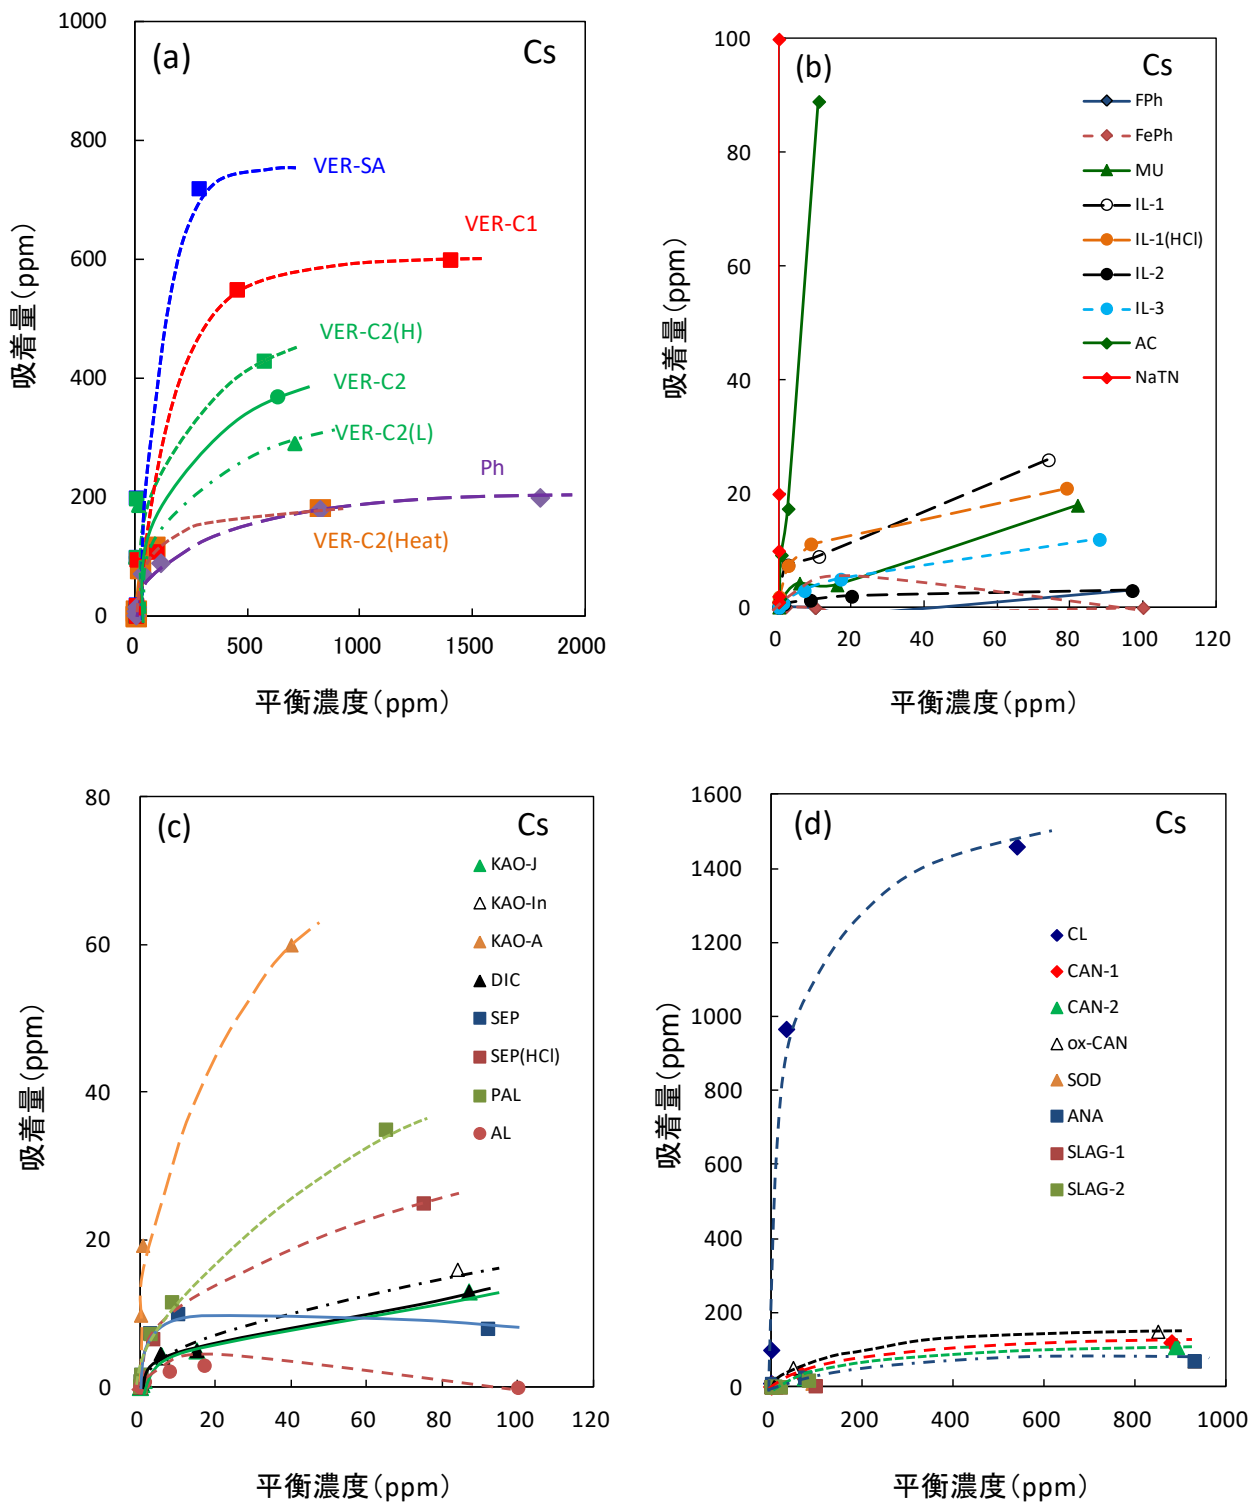 (a)
Cs
吸着量(ppm)
1000
800
600
400
200
0
VER-SA
VER-C1
VER-C2(H)
VER-C2
VER-C2(L)
Ph
VER-C2(Heat)
0
500
1000
1500
2000
平衡濃度(ppm)
(b)
Cs
吸着量(ppm)
100
80
60
40
20
0
FPh
FePh
MU
IL-1
IL-1(HCl)
IL-2
IL-3
AC
NaTN
0
20
40
60
80
100
120
平衡濃度(ppm)
(c)
Cs
吸着量(ppm)
80
60
40
20
0
KAO-J
KAO-In
KAO-A
DIC
SEP
SEP(HCl)
PAL
AL
0
20
40
60
80
100
120
平衡濃度(ppm)
(d)
Cs
吸着量(ppm)
1600
1400
1200
1000
800
600
400
200
0
CL
CAN-1
CAN-2
ox-CAN
SOD
ANA
SLAG-1
SLAG-2
0
200
400
600
800
1000
平衡濃度(ppm)